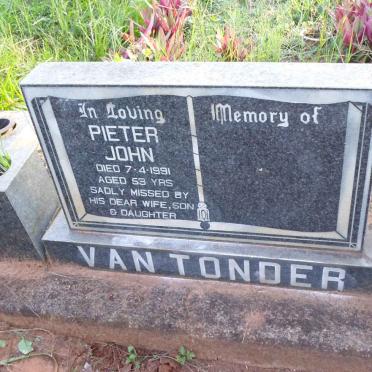 In Loving Memory of
PIETER
JOHN
DIED 7-4-1991
AGED 53 YRS
SADLY MISSED BY
HIS DEAR WIFE, SON
& DAUGHTER
VAN TONDER